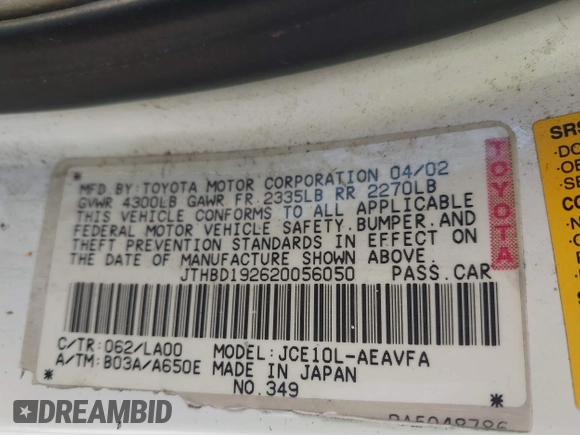 MFD. BY: TOYOTA MOTOR CORPORATION 04/02
GVWR 4300LB GAWR FR 2335LB RR 2270LB
THIS VEHICLE CONFORMS TO ALL APPLICABLE
FEDERAL MOTOR VEHICLE SAFETY, BUMPER, AND
THEFT PREVENTION STANDARDS IN EFFECT ON
THE DATE OF MANUFACTURE SHOWN ABOVE.
JTHBD192620056050 PASS. CAR
C/TR: 062/LA00 MODEL: JCE10L-AEAVFA
A/TM: B03A/A650E MADE IN JAPAN
NO. 349
TOYOTA
SRS
CO
DREAMBID